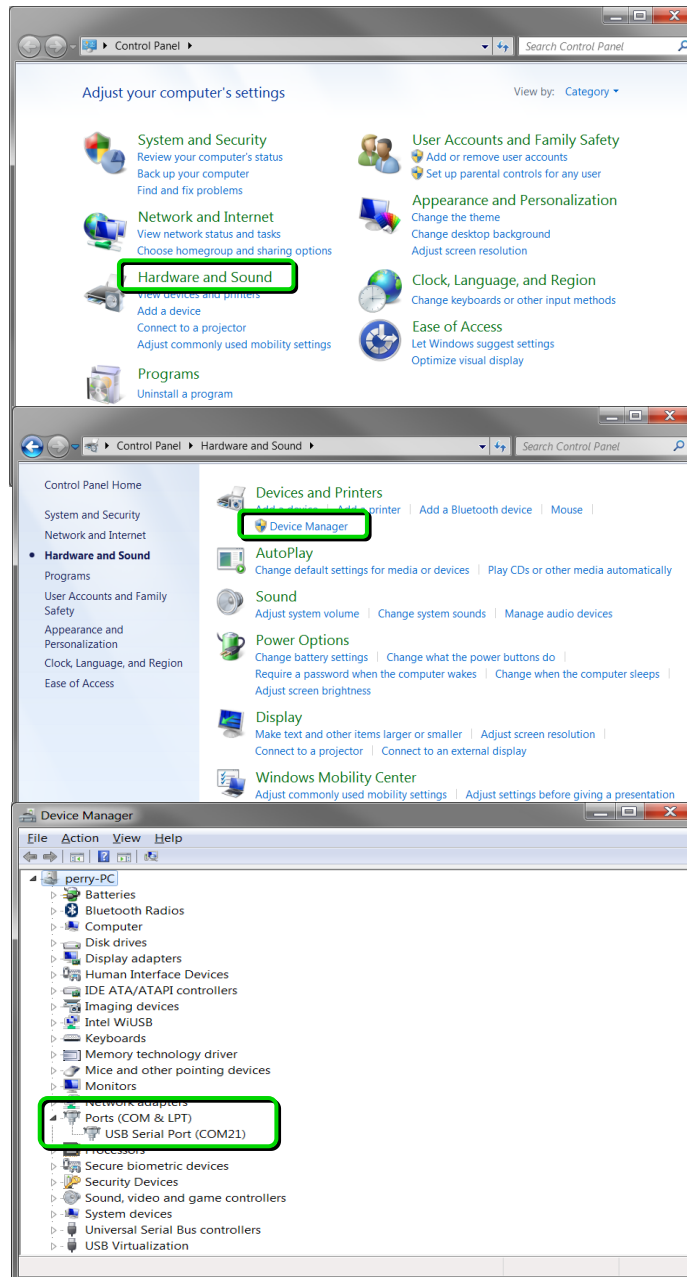 Control Panel
Search Control Panel
Adjust your computer's settings
View by: Category
System and Security
Review your computer's status
Back up your computer
Find and fix problems
Network and Internet
View network status and tasks
Choose homegroup and sharing options
Hardware and Sound
View devices and printers
Add a device
Connect to a projector
Adjust commonly used mobility settings
Programs
Uninstall a program
User Accounts and Family Safety
Add or remove user accounts
Set up parental controls for any user
Appearance and Personalization
Change the theme
Change desktop background
Adjust screen resolution
Clock, Language, and Region
Change keyboards or other input methods
Ease of Access
Let Windows suggest settings
Optimize visual display
Control Panel Hardware and Sound
Search Control Panel
Control Panel Home
System and Security
Network and Internet
Hardware and Sound
Programs
User Accounts and Family
Safety
Appearance and
Personalization
Clock, Language, and Region
Ease of Access
Devices and Printers
Add a device Add a printer Add a Bluetooth device Mouse
Device Manager
AutoPlay
Change default settings for media or devices Play CDs or other media automatically
Sound
Adjust system volume Change system sounds Manage audio devices
Power Options
Change battery settings Change what the power buttons do
Require a password when the computer wakes Change when the computer sleeps
Adjust screen brightness
Display
Make text and other items larger or smaller Adjust screen resolution
Connect to a projector Connect to an external display
Windows Mobility Center
Adjust commonly used mobility settings Adjust settings before giving a presentation
Device Manager
File Action View Help
perry-PC
Batteries
Bluetooth Radios
Computer
Disk drives
Display adapters
Human Interface Devices
IDE ATA/ATAPI controllers
Imaging devices
Intel WiUSB
Keyboards
Memory technology driver
Mice and other pointing devices
Monitors
Network adapters
Ports (COM & LPT)
USB Serial Port (COM21)
Processors
Secure biometric devices
Security Devices
Sound, video and game controllers
System devices
Universal Serial Bus controllers
USB Virtualization